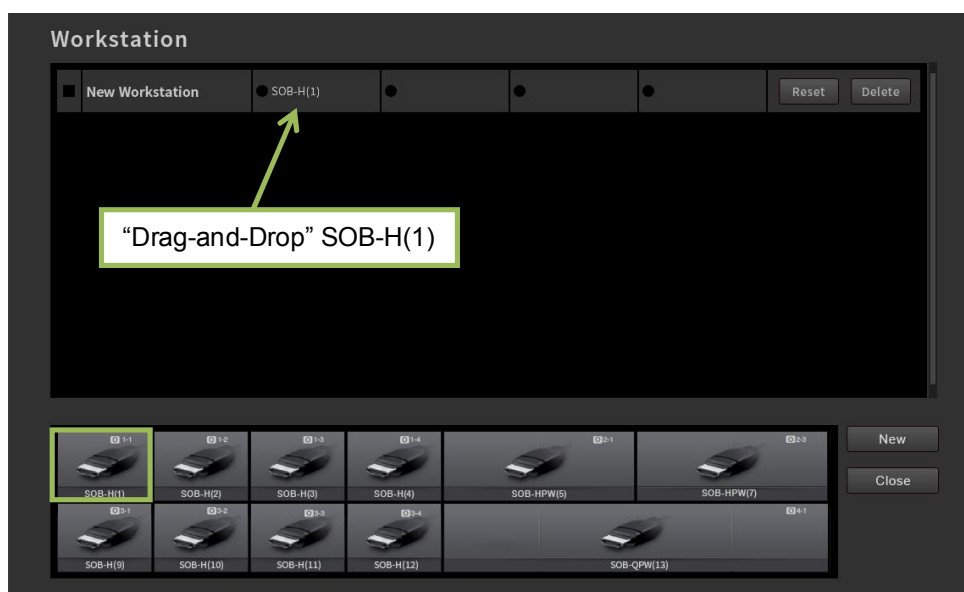 Workstation
New Workstation SOB-H(1) Reset Delete
“Drag-and-Drop” SOB-H(1)
O 1-1 O 1-2 O 1-3 O 1-4 O 2-1 O 2-3 New
SOB-H(1) SOB-H(2) SOB-H(3) SOB-H(4) SOB-HPW(5) SOB-HPW(7) Close
O 3-1 O 3-2 O 3-3 O 3-4 O 4-1
SOB-H(9) SOB-H(10) SOB-H(11) SOB-H(12) SOB-QPW(13)